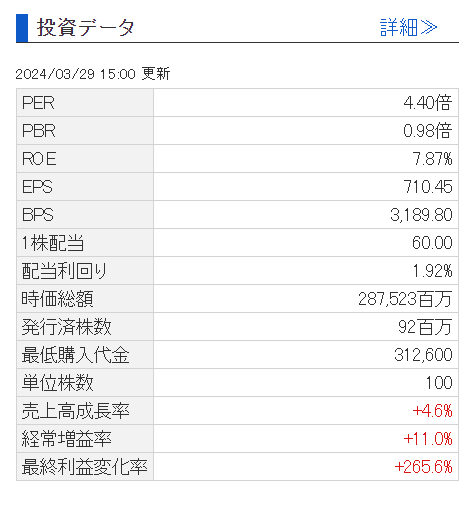 投資データ 詳細≫
2024/03/29 15:00 更新
PER 4.40倍
PBR 0.98倍
ROE 7.87%
EPS 710.45
BPS 3,189.80
1株配当 60.00
配当利回り 1.92%
時価総額 287,523百万
発行済株数 92百万
最低購入代金 312,600
単位株数 100
売上高成長率 +4.6%
経常増益率 +11.0%
最終利益変化率 +265.6%